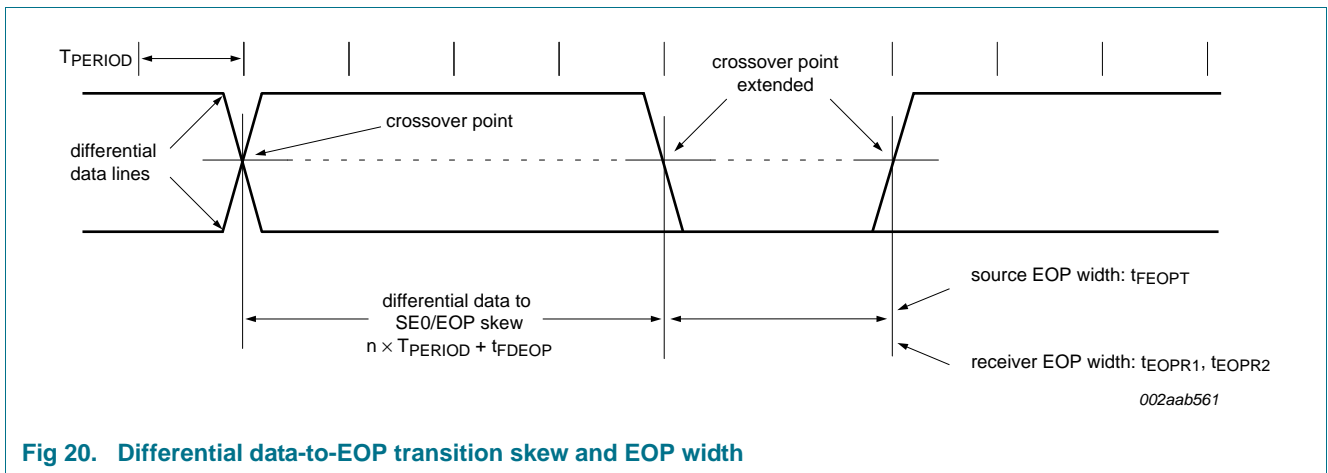 TPERIOD
crossover point
extended
crossover point
differential
data lines
differential data to
SE0/EOP skew
n × TPERIOD + tFDEOP
source EOP width: tFEOPT
receiver EOP width: tEOPR1, tEOPR2
002aab561
Fig 20. Differential data-to-EOP transition skew and EOP width